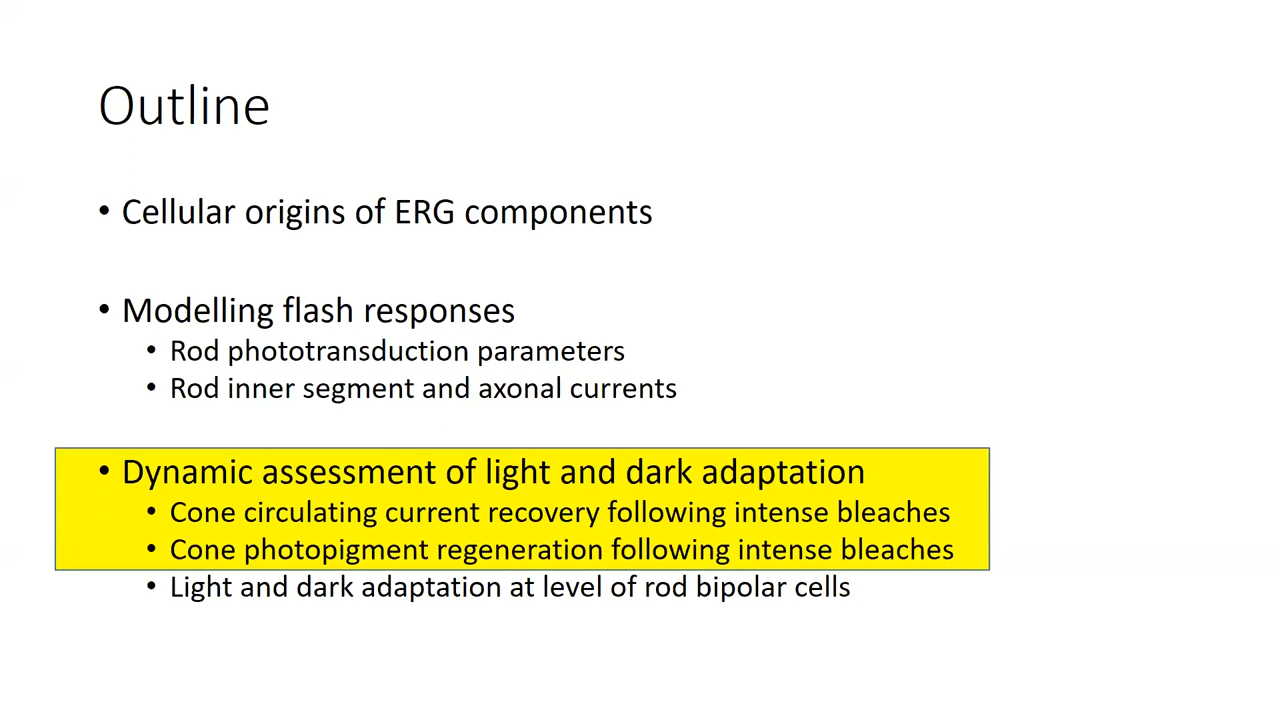 Outline
• Cellular origins of ERG components
• Modelling flash responses
• Rod phototransduction parameters
• Rod inner segment and axonal currents
• Dynamic assessment of light and dark adaptation
• Cone circulating current recovery following intense bleaches
• Cone photopigment regeneration following intense bleaches
• Light and dark adaptation at level of rod bipolar cells